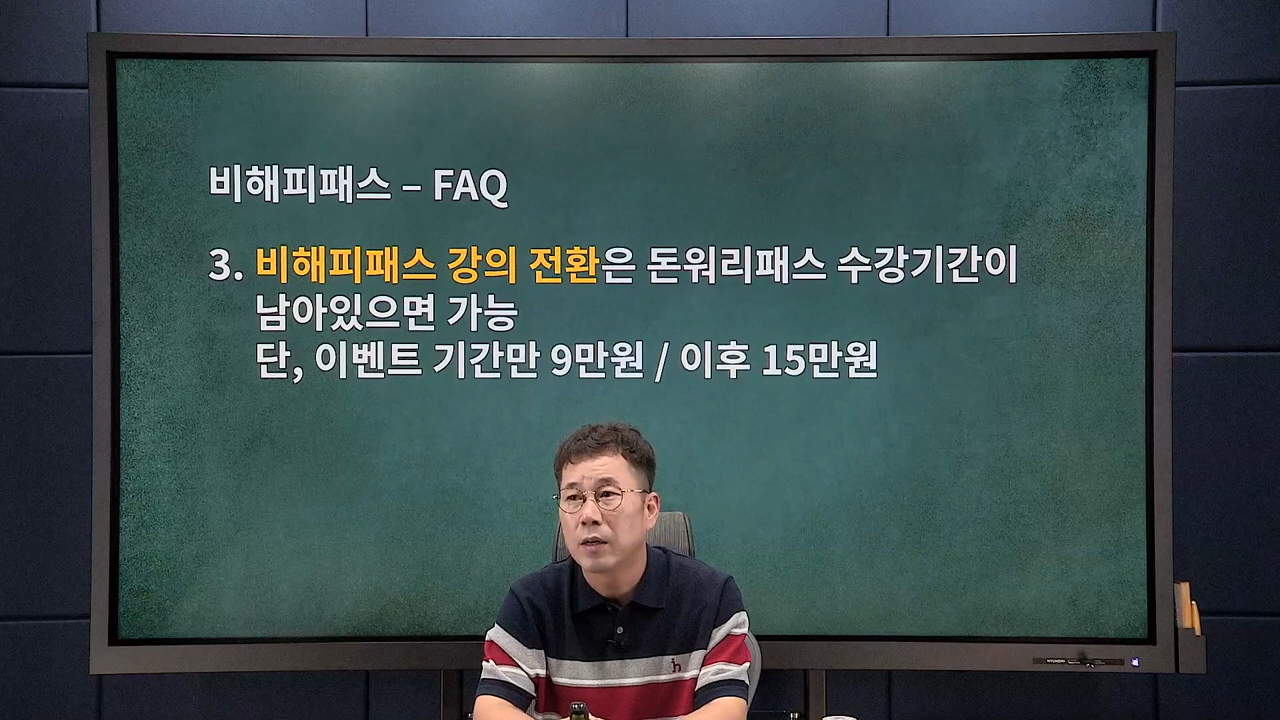 비해피패스 – FAQ
3. 비해피패스 강의 전환은 돈워리패스 수강기간이
남아있으면 가능
단, 이벤트 기간만 9만원 / 이후 15만원
HYUNDAI